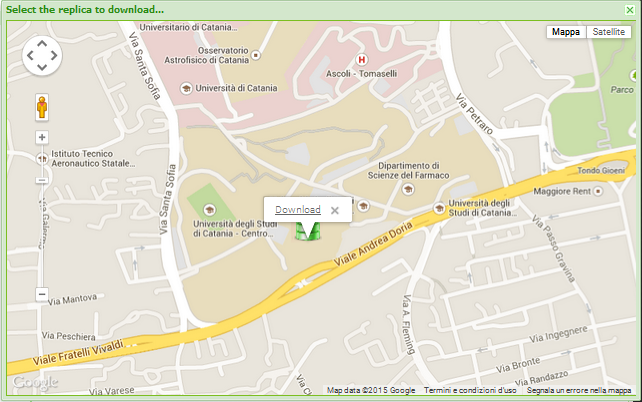 Select the replica to download...
Mappa
Satellite
Universitario di Catania...
Osservatorio
Astrofisico di Catania
Ascoli - Tomaselli
Università di Catania
Via Santa Sofia
Via Petraro
Parco
Istituto Tecnico
Aeronautico Statale...
Dipartimento di
Scienze del Farmaco
Tondo Gioeni
Maggiore Rent
Via Santa Sofia
Download
Università degli Studi
di Catania - Centro...
Università degli
Studi di Catania...
Viale Andrea Doria
Via Passo Gravina
Via Mantova
Via Peschiera
Via A. Fleming
Via Ingegnere
Viale Fratelli Vivaldi
Via Bronte
Via Randazzo
Google
Via Varese
Map data ©2015 Google
Termini e condizioni d'uso
Segnala un errore nella mappa